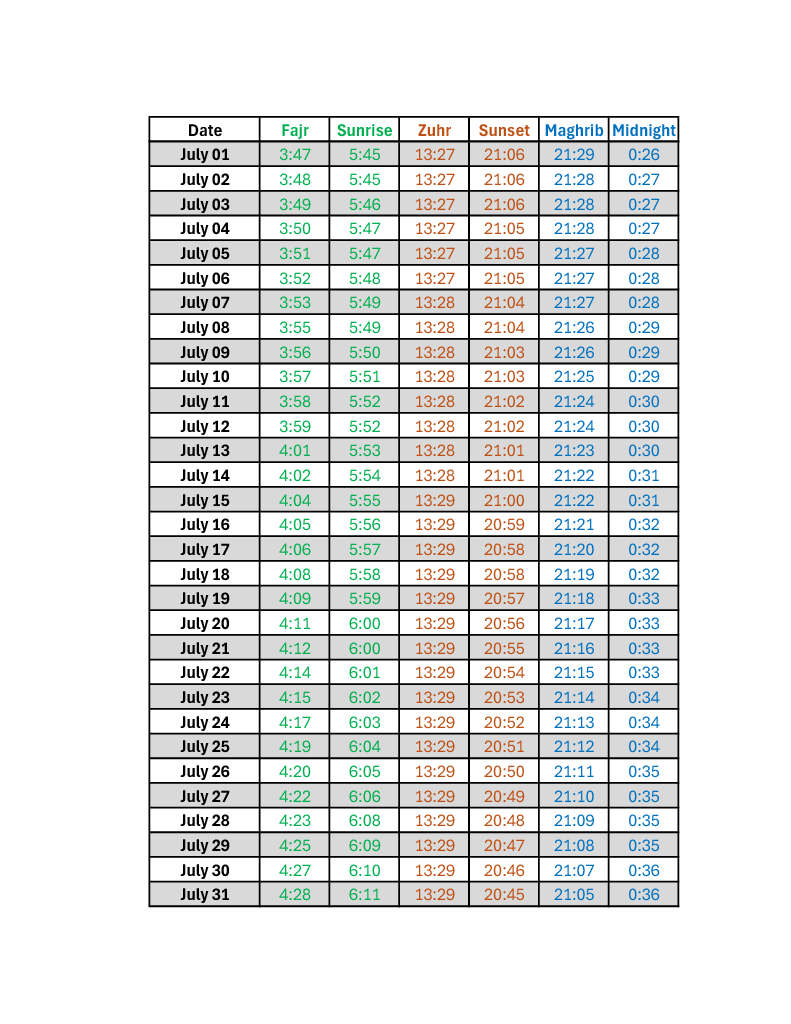 Date Fajr Sunrise Zuhr Sunset Maghrib Midnight
July 01 3:47 5:45 13:27 21:06 21:29 0:26
July 02 3:48 5:45 13:27 21:06 21:28 0:27
July 03 3:49 5:46 13:27 21:06 21:28 0:27
July 04 3:50 5:47 13:27 21:05 21:28 0:27
July 05 3:51 5:47 13:27 21:05 21:27 0:28
July 06 3:52 5:48 13:27 21:05 21:27 0:28
July 07 3:53 5:49 13:28 21:04 21:27 0:28
July 08 3:55 5:49 13:28 21:04 21:26 0:29
July 09 3:56 5:50 13:28 21:03 21:26 0:29
July 10 3:57 5:51 13:28 21:03 21:25 0:29
July 11 3:58 5:52 13:28 21:02 21:24 0:30
July 12 3:59 5:52 13:28 21:02 21:24 0:30
July 13 4:01 5:53 13:28 21:01 21:23 0:30
July 14 4:02 5:54 13:28 21:01 21:22 0:31
July 15 4:04 5:55 13:29 21:00 21:22 0:31
July 16 4:05 5:56 13:29 20:59 21:21 0:32
July 17 4:06 5:57 13:29 20:58 21:20 0:32
July 18 4:08 5:58 13:29 20:58 21:19 0:32
July 19 4:09 5:59 13:29 20:57 21:18 0:33
July 20 4:11 6:00 13:29 20:56 21:17 0:33
July 21 4:12 6:00 13:29 20:55 21:16 0:33
July 22 4:14 6:01 13:29 20:54 21:15 0:33
July 23 4:15 6:02 13:29 20:53 21:14 0:34
July 24 4:17 6:03 13:29 20:52 21:13 0:34
July 25 4:19 6:04 13:29 20:51 21:12 0:34
July 26 4:20 6:05 13:29 20:50 21:11 0:35
July 27 4:22 6:06 13:29 20:49 21:10 0:35
July 28 4:23 6:08 13:29 20:48 21:09 0:35
July 29 4:25 6:09 13:29 20:47 21:08 0:35
July 30 4:27 6:10 13:29 20:46 21:07 0:36
July 31 4:28 6:11 13:29 20:45 21:05 0:36